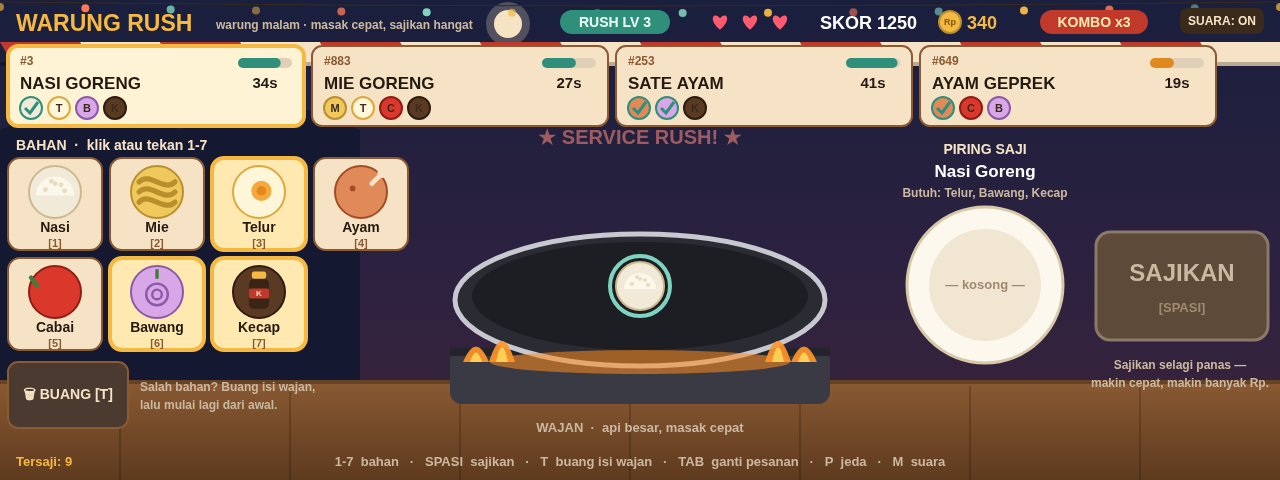 WARUNG RUSH
warung malam · masak cepat, sajikan hangat
RUSH LV 3
SKOR 1250
Rp 340
KOMBO x3
SUARA: ON
#3
NASI GORENG
34s
T B K
#883
MIE GORENG
27s
M T C K
#253
SATE AYAM
41s
K
#649
AYAM GEPREK
19s
C B
★ SERVICE RUSH! ★
BAHAN · klik atau tekan 1-7
Nasi
[1]
Mie
[2]
Telur
[3]
Ayam
[4]
Cabai
[5]
Bawang
[6]
K
Kecap
[7]
PIRING SAJI
Nasi Goreng
Butuh: Telur, Bawang, Kecap
— kosong —
SAJIKAN
[SPASI]
Sajikan selagi panas —
makin cepat, makin banyak Rp.
BUANG [T]
Salah bahan? Buang isi wajan,
lalu mulai lagi dari awal.
WAJAN · api besar, masak cepat
Tersaji: 9
1-7 bahan · SPASI sajikan · T buang isi wajan · TAB ganti pesanan · P jeda · M suara